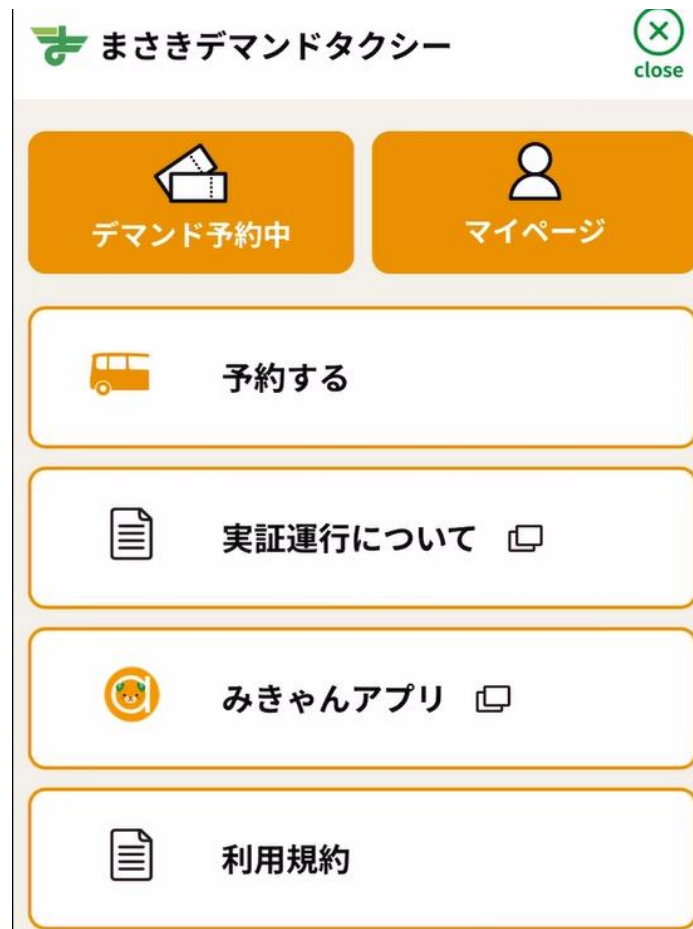 まさきデマンドタクシー
close
デマンド予約中
マイページ
予約する
実証運行について
みきゃんアプリ
利用規約